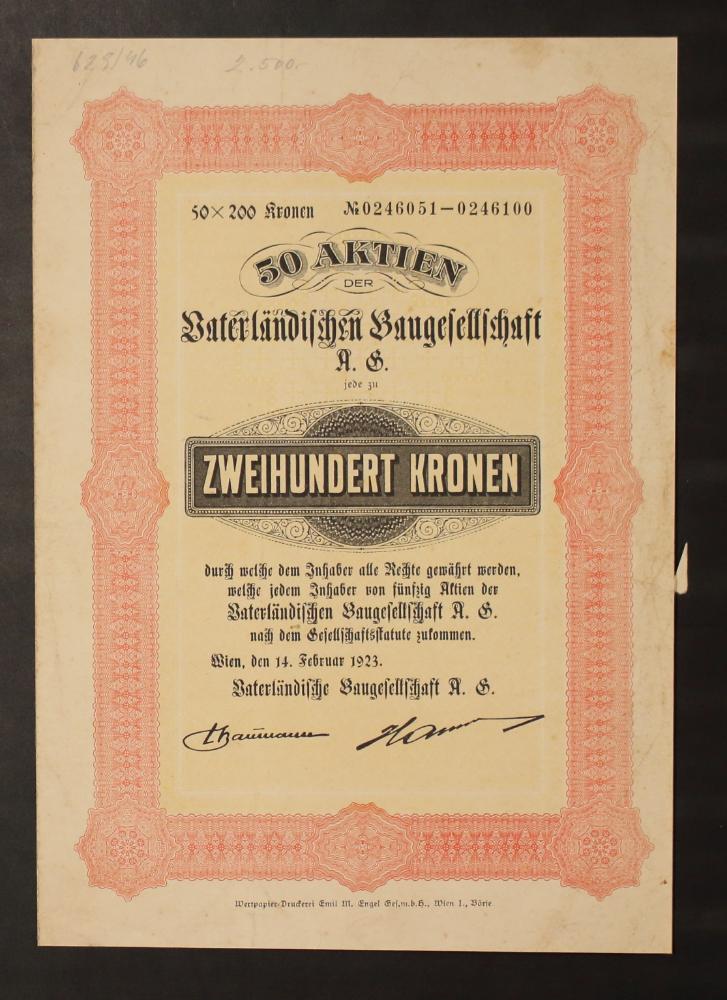 629/46 2.500.-
50×200 Kronen №0246051—0246100
50 AKTIEN
DER
Vaterländischen Baugesellschaft
A. G.
jede zu
ZWEIHUNDERT KRONEN
durch welche dem Inhaber alle Rechte gewährt werden,
welche jedem Inhaber von fünfzig Aktien der
Vaterländischen Baugesellschaft A. G.
nach dem Gesellschaftsstatute zukommen.
Wien, den 14. Februar 1923.
Vaterländische Baugesellschaft A. G.
Wertpapier-Druckerei Emil M. Engel Ges.m.b.H., Wien I., Börse